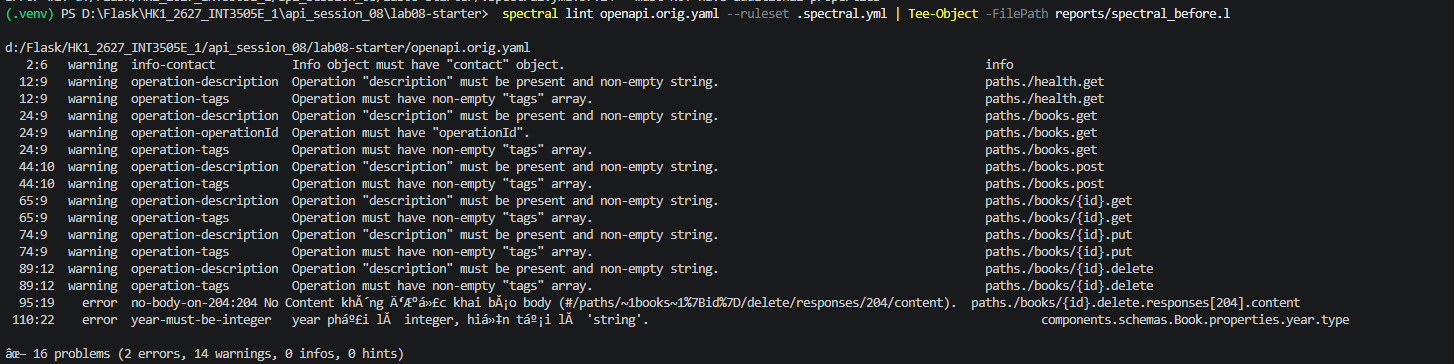 (.venv) PS D:\Flask\HK1_2627_INT3505E_1\api_session_08\lab08-starter> spectral lint openapi.orig.yaml --ruleset .spectral.yml | Tee-Object -FilePath reports/spectral_before.l
d:/Flask/HK1_2627_INT3505E_1/api_session_08/lab08-starter/openapi.orig.yaml
2:6 warning info-contact Info object must have "contact" object. info
12:9 warning operation-description Operation "description" must be present and non-empty string. paths./health.get
12:9 warning operation-tags Operation must have non-empty "tags" array. paths./health.get
24:9 warning operation-description Operation "description" must be present and non-empty string. paths./books.get
24:9 warning operation-operationId Operation must have "operationId". paths./books.get
24:9 warning operation-tags Operation must have non-empty "tags" array. paths./books.get
44:10 warning operation-description Operation "description" must be present and non-empty string. paths./books.post
44:10 warning operation-tags Operation must have non-empty "tags" array. paths./books.post
65:9 warning operation-description Operation "description" must be present and non-empty string. paths./books/{id}.get
65:9 warning operation-tags Operation must have non-empty "tags" array. paths./books/{id}.get
74:9 warning operation-description Operation "description" must be present and non-empty string. paths./books/{id}.put
74:9 warning operation-tags Operation must have non-empty "tags" array. paths./books/{id}.put
89:12 warning operation-description Operation "description" must be present and non-empty string. paths./books/{id}.delete
89:12 warning operation-tags Operation must have non-empty "tags" array. paths./books/{id}.delete
95:19 error no-body-on-204:204 No Content khÃ´ng Ä'Æ°á»£c khai bÃ¡o body (#/paths/~1books~1%7Bid%7D/delete/responses/204/content). paths./books/{id}.delete.responses[204].content
110:22 error year-must-be-integer year pháº£i lÃ  integer, hiá»‡n táº¡i lÃ  'string'. components.schemas.Book.properties.year.type
âœ– 16 problems (2 errors, 14 warnings, 0 infos, 0 hints)